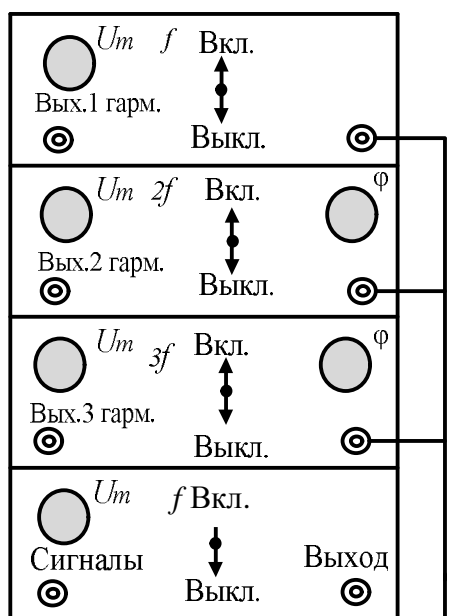 Um f Вкл.
Вых.1 гарм.
Выкл.
Um 2f Вкл. φ
Вых.2 гарм.
Выкл.
Um 3f Вкл. φ
Вых.3 гарм.
Выкл.
Um f Вкл.
Сигналы Выход
Выкл.